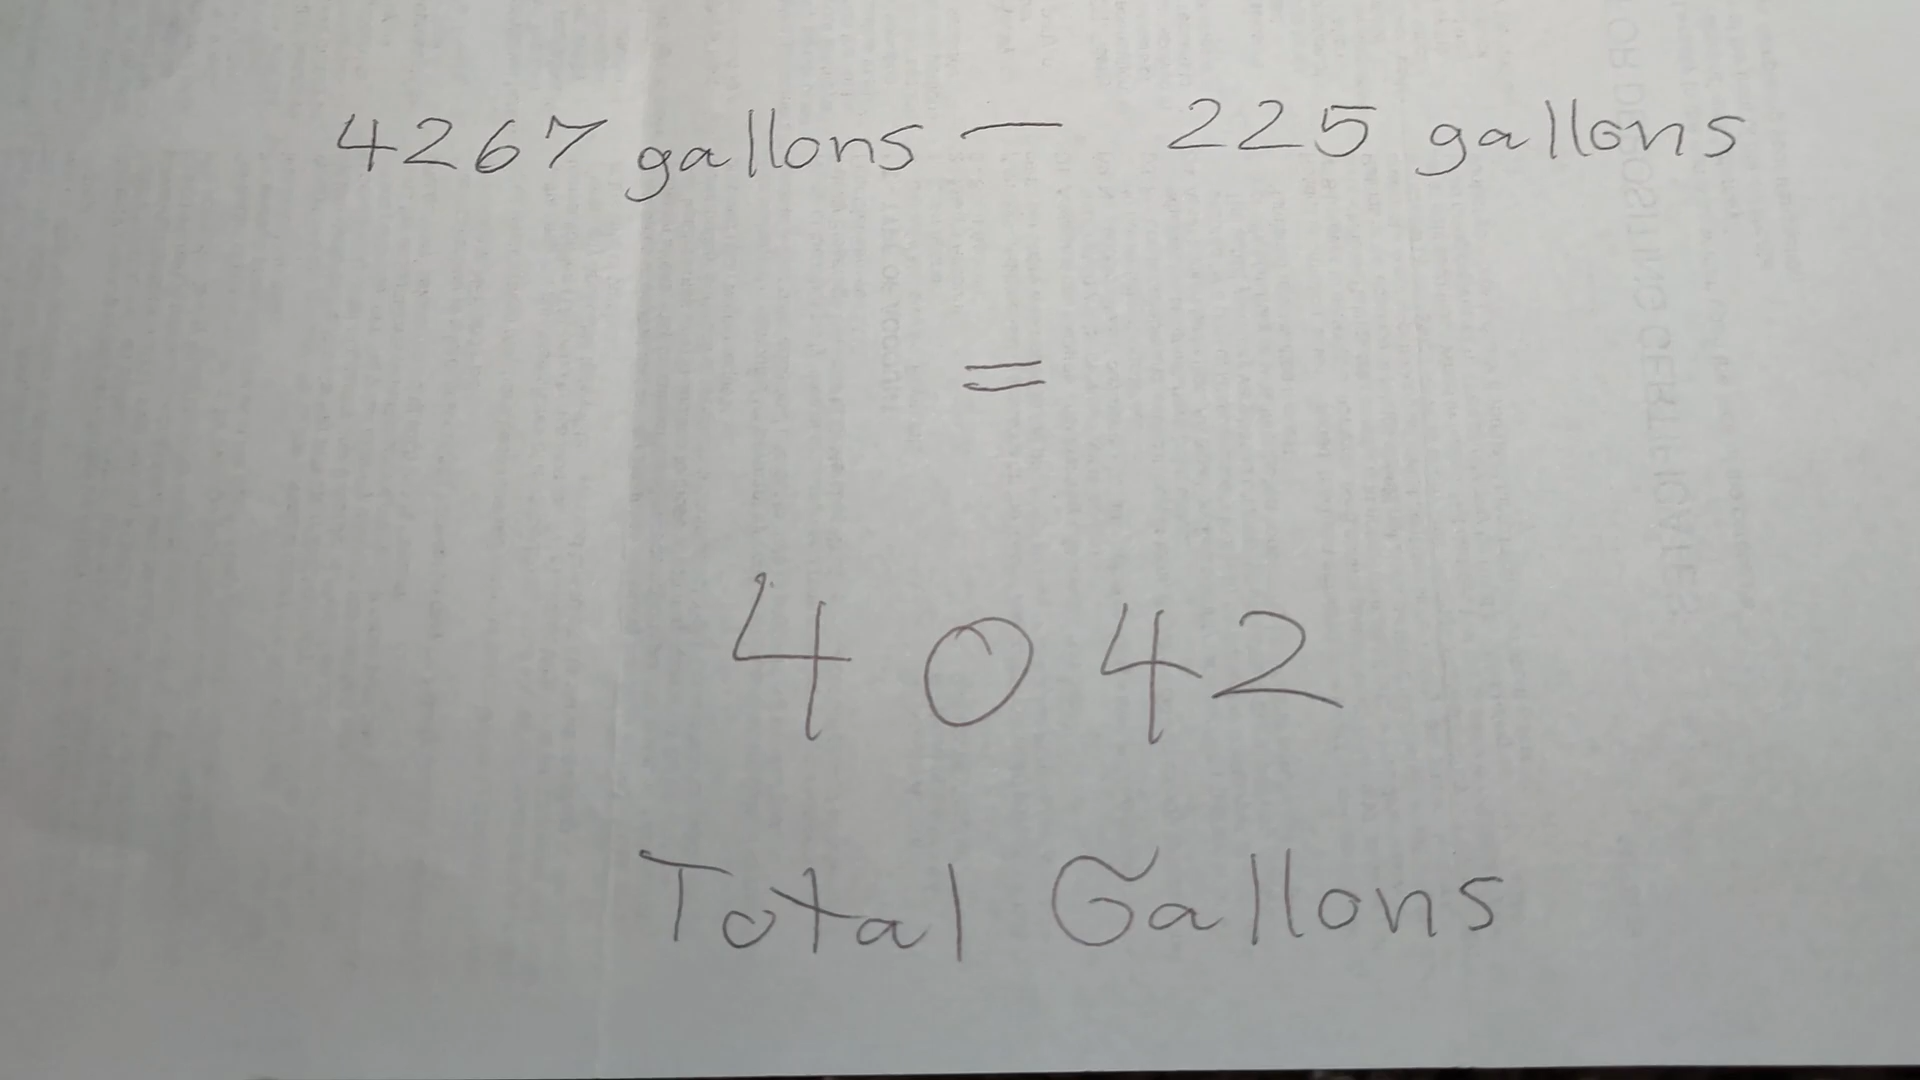 4267 gallons — 225 gallons
=
4042
Total Gallons